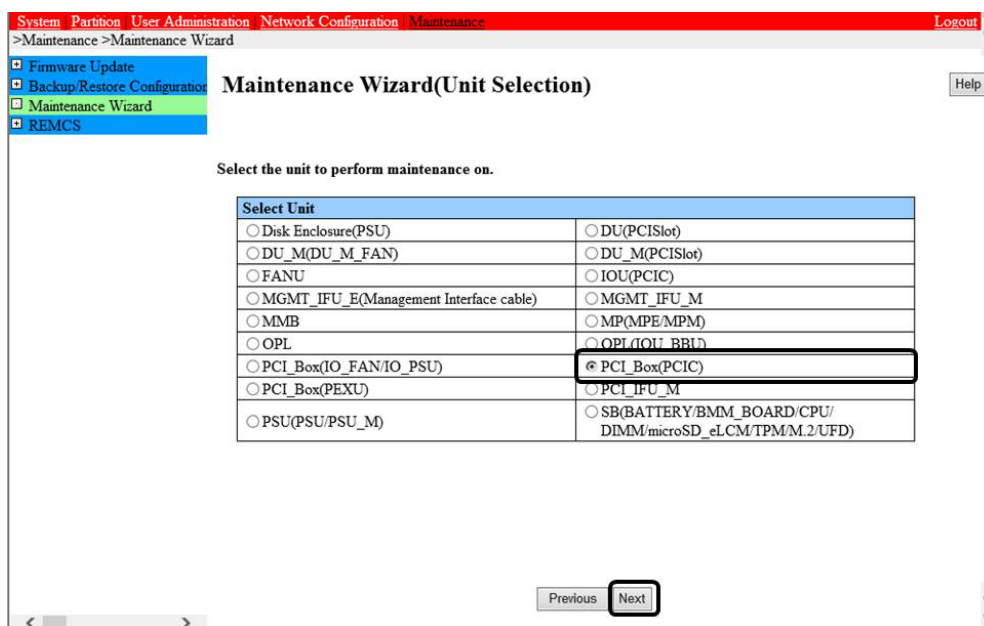 System | Partition | User Administration | Network Configuration | Maintenance Logout
>Maintenance >Maintenance Wizard
Firmware Update
Backup/Restore Configuration
Maintenance Wizard
REMCS
Maintenance Wizard(Unit Selection)
Help
Select the unit to perform maintenance on.
Select Unit
Disk Enclosure(PSU)
DU(PCISlot)
DU_M(DU_M_FAN)
DU_M(PCISlot)
FANU
IOU(PCIC)
MGMT_IFU_E(Management Interface cable)
MGMT_IFU_M
MMB
MP(MPE/MPM)
OPL
OPL(IOU_BBU)
PCI_Box(IO_FAN/IO_PSU)
PCI_Box(PCIC)
PCI_Box(PEXU)
PCI_IFU_M
PSU(PSU/PSU_M)
SB(BATTERY/BMM_BOARD/CPU/
DIMM/microSD_eLCM/TPM/M.2/UFD)
Previous
Next